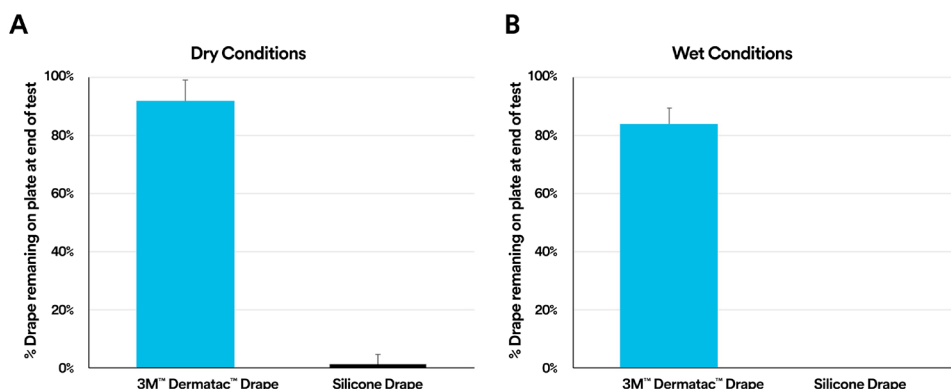 A
Dry Conditions
% Drape remaning on plate at end of test
100%
80%
60%
40%
20%
0%
3M™ Dermatac™ Drape
Silicone Drape
B
Wet Conditions
% Drape remaning on plate at end of test
100%
80%
60%
40%
20%
0%
3M™ Dermatac™ Drape
Silicone Drape